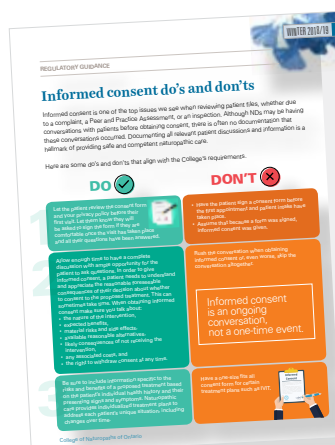 WINTER 2018/19
REGULATORY GUIDANCE
Informed consent do's and don'ts
Informed consent is one of the top issues we see when reviewing patient files, whether due
to a complaint, a Peer and Practice Assessment, or an inspection. Although NDs may be having
conversations with patients before obtaining consent, there is often no documentation that
these conversations occurred. Documenting all relevant patient discussions and information is a
hallmark of providing safe and competent naturopathic care.
Here are some do's and don'ts that align with the College's requirements.
DO
DON'T
Let the patient review the consent form
and your privacy policy before their
first visit. Let them know they will
be asked to sign the form if they are
comfortable once the visit has taken place
and all their questions have been answered.
• Have the patient sign a consent form before
the first appointment and patient intake have
taken place.
• Assume that because a form was signed,
informed consent was given.
Allow enough time to have a complete
discussion with ample opportunity for the
patient to ask questions. In order to give
informed consent, a patient needs to understand
and appreciate the reasonable foreseeable
consequences of their decision about whether
to consent to the proposed treatment. This can
sometimes take time. When obtaining informed
consent make sure you talk about:
• the nature of the intervention,
• expected benefits,
• material risks and side effects,
• available reasonable alternatives,
• likely consequences of not receiving the
intervention,
• any associated cost, and
• the right to withdraw consent at any time.
Rush the conversation when obtaining
informed consent or, even worse, skip the
conversation altogether.
Informed consent
is an ongoing
conversation,
not a one-time event.
Be sure to include information specific to the
risks and benefits of a proposed treatment based
on the patient's individual health history and their
presenting signs and symptoms. Naturopathic
care provides individualized treatment plans to
address each patient's unique situation, including
changes over time.
Have a one-size fits all
consent form for certain
treatment plans such as IVIT.
College of Naturopaths of Ontario